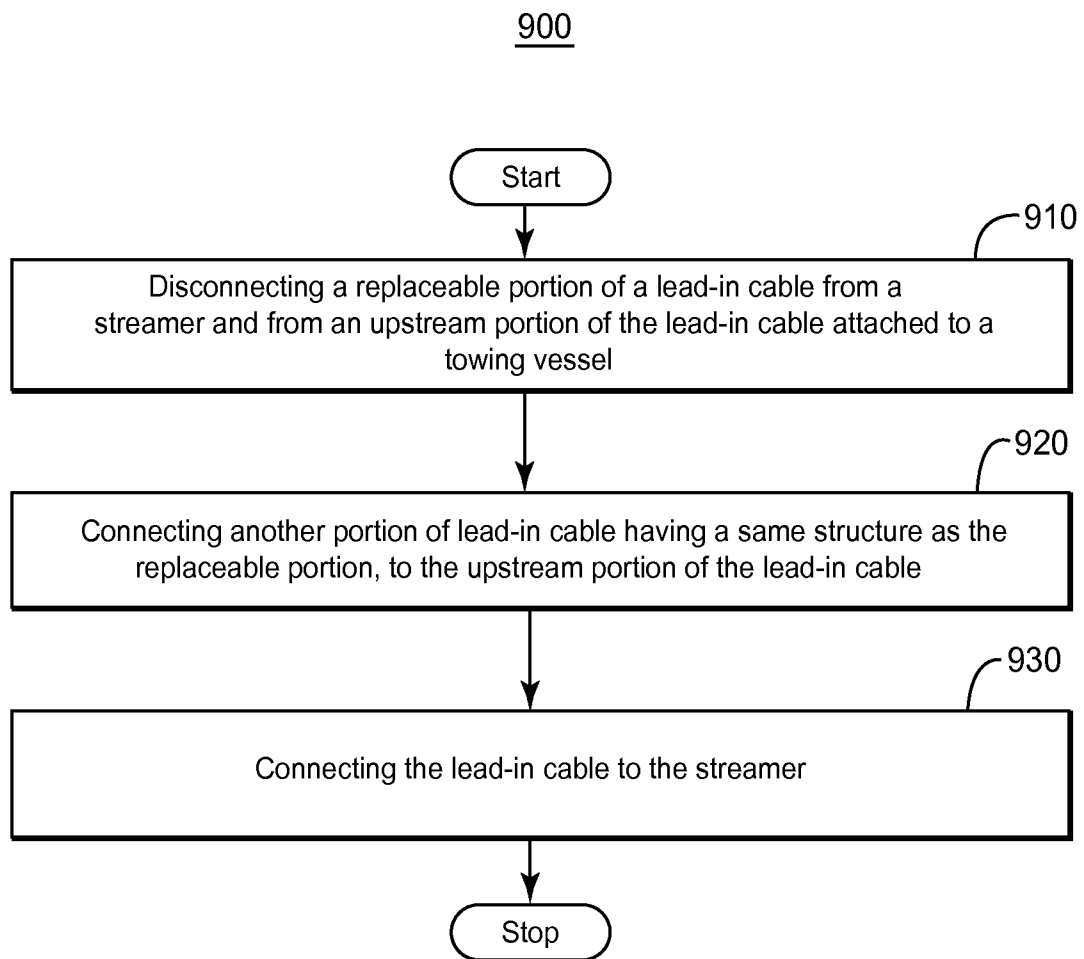 900
Start
910
Disconnecting a replaceable portion of a lead-in cable from a
streamer and from an upstream portion of the lead-in cable attached to a
towing vessel
920
Connecting another portion of lead-in cable having a same structure as the
replaceable portion, to the upstream portion of the lead-in cable
930
Connecting the lead-in cable to the streamer
Stop